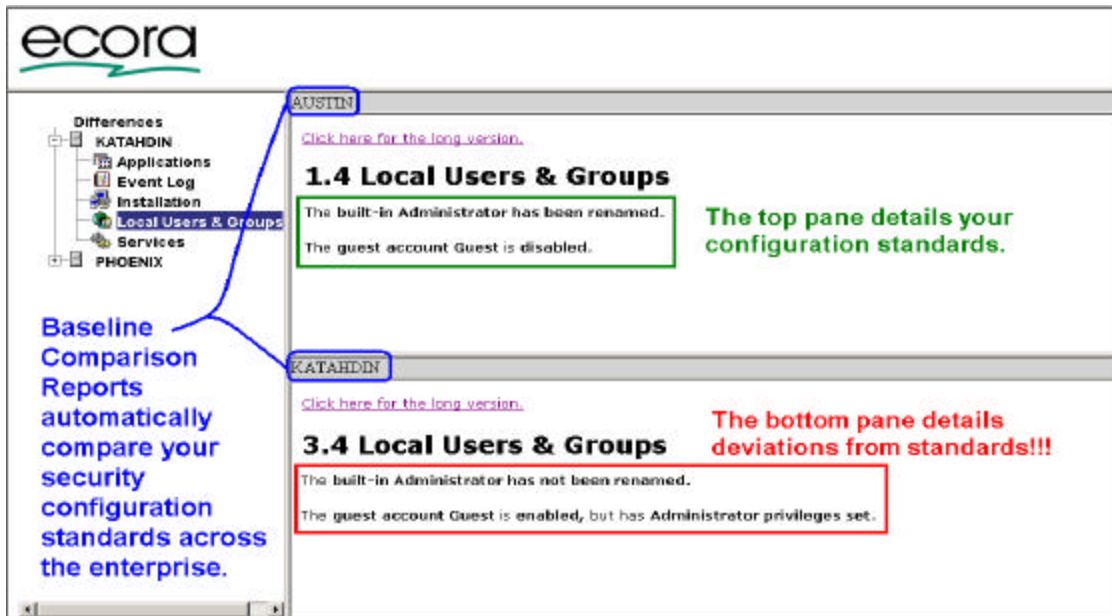 ecora
Differences
KATAHDIN
Applications
Event Log
Installation
Local Users & Groups
Services
PHOENIX
Baseline
Comparison
Reports
automatically
compare your
security
configuration
standards across
the enterprise.
AUSTIN
Click here for the long version.
1.4 Local Users & Groups
The built-in Administrator has been renamed.
The guest account Guest is disabled.
The top pane details your
configuration standards.
KATAHDIN
Click here for the long version.
3.4 Local Users & Groups
The bottom pane details
deviations from standards!!!
The built-in Administrator has not been renamed.
The guest account Guest is enabled, but has Administrator privileges set.